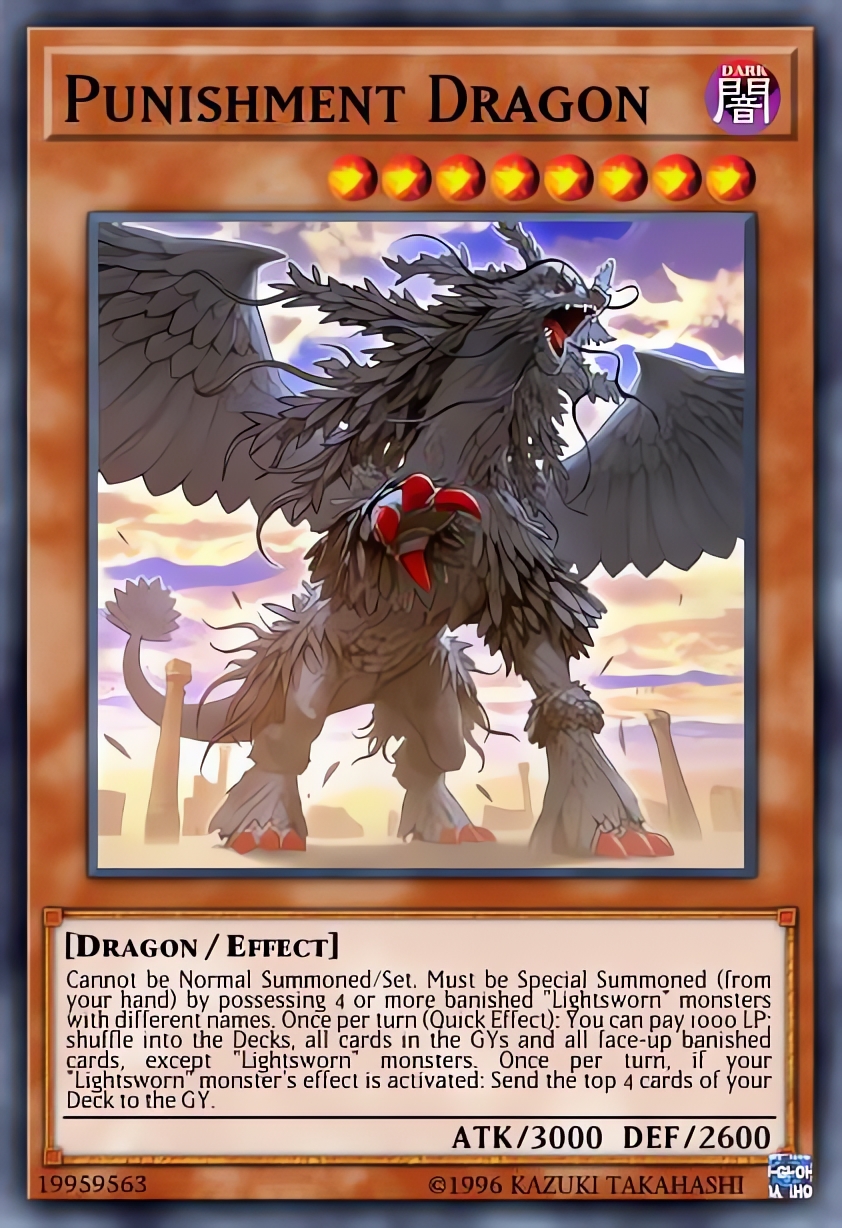 PUNISHMENT DRAGON
DARK
闇
[DRAGON / EFFECT]
Cannot be Normal Summoned/Set. Must be Special Summoned (from
your hand) by possessing 4 or more banished "Lightsworn" monsters
with different names. Once per turn (Quick Effect): You can pay 1000 LP;
shuffle into the Decks, all cards in the GYs and all face-up banished
cards, except "Lightsworn" monsters. Once per turn, if your
"Lightsworn" monster's effect is activated: Send the top 4 cards of your
Deck to the GY.
ATK/3000 DEF/2600
19959563
©1996 KAZUKI TAKAHASHI